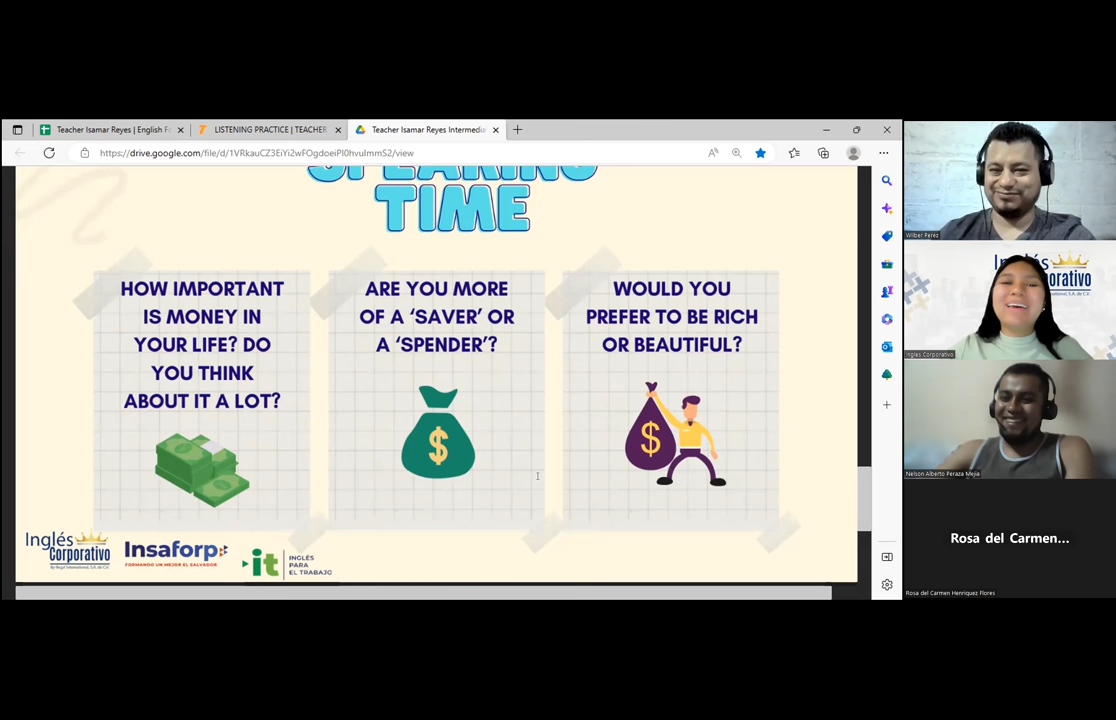 Teacher Isamar Reyes | English Fo
LISTENING PRACTICE | TEACHER
Teacher Isamar Reyes Intermedia
https://drive.google.com/file/d/1VRkauCZ3EiYi2wFOgdoeiPl0hvulmmS2/view
SPEAKING
TIME
HOW IMPORTANT
IS MONEY IN
YOUR LIFE? DO
YOU THINK
ABOUT IT A LOT?
ARE YOU MORE
OF A ‘SAVER’ OR
A ‘SPENDER’?
WOULD YOU
PREFER TO BE RICH
OR BEAUTIFUL?
Inglés
Corporativo
Insaforp
FORMANDO UN MEJOR EL SALVADOR
it
INGLÉS
PARA
EL TRABAJO
Wilber Perez
Inglés
Corporativo
Nelson Alberto Peraza Mejia
Rosa del Carmen...
Rosa del Carmen Henriquez Flores